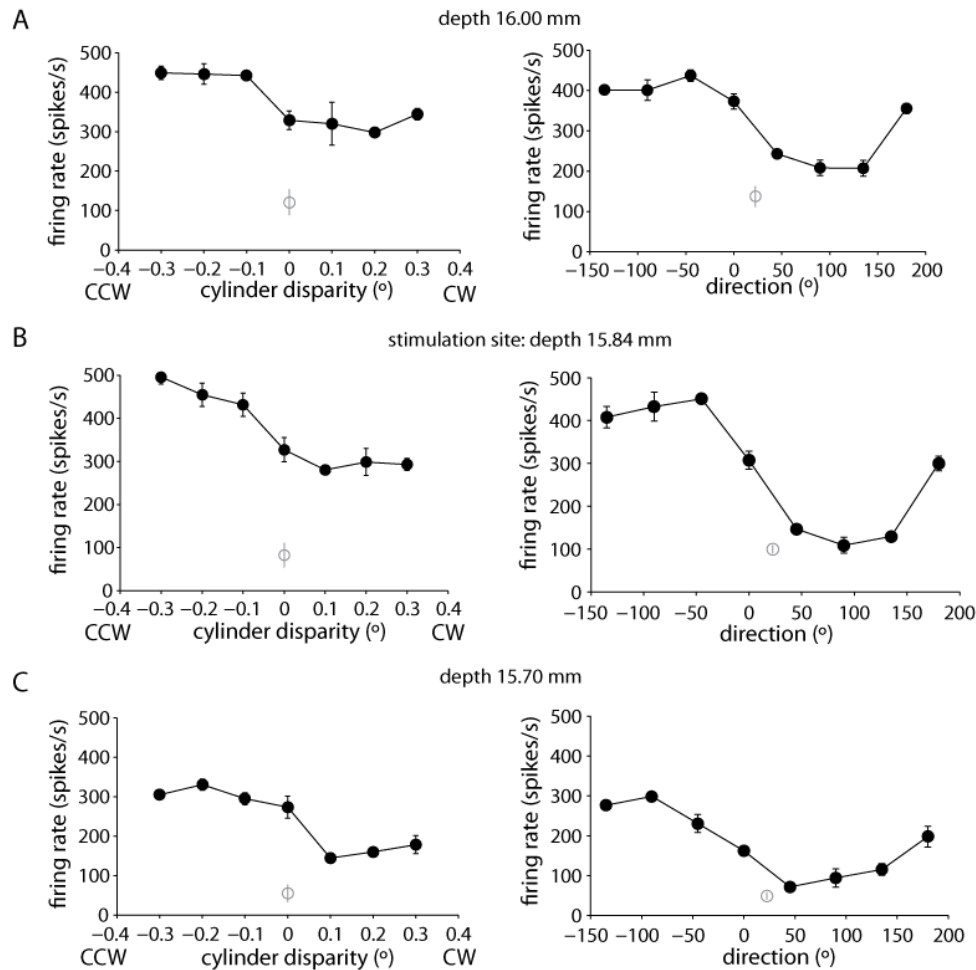 A
depth 16.00 mm
firing rate (spikes/s)
500
400
300
200
100
0
−0.4 −0.3 −0.2 −0.1 0 0.1 0.2 0.3 0.4
CCW cylinder disparity (º) CW
firing rate (spikes/s)
500
400
300
200
100
0
−150 −100 −50 0 50 100 150 200
direction (º)
B
stimulation site: depth 15.84 mm
firing rate (spikes/s)
500
400
300
200
100
0
−0.4 −0.3 −0.2 −0.1 0 0.1 0.2 0.3 0.4
CCW cylinder disparity (º) CW
firing rate (spikes/s)
500
400
300
200
100
0
−150 −100 −50 0 50 100 150 200
direction (º)
C
depth 15.70 mm
firing rate (spikes/s)
500
400
300
200
100
0
−0.4 −0.3 −0.2 −0.1 0 0.1 0.2 0.3 0.4
CCW cylinder disparity (º) CW
firing rate (spikes/s)
500
400
300
200
100
0
−150 −100 −50 0 50 100 150 200
direction (º)